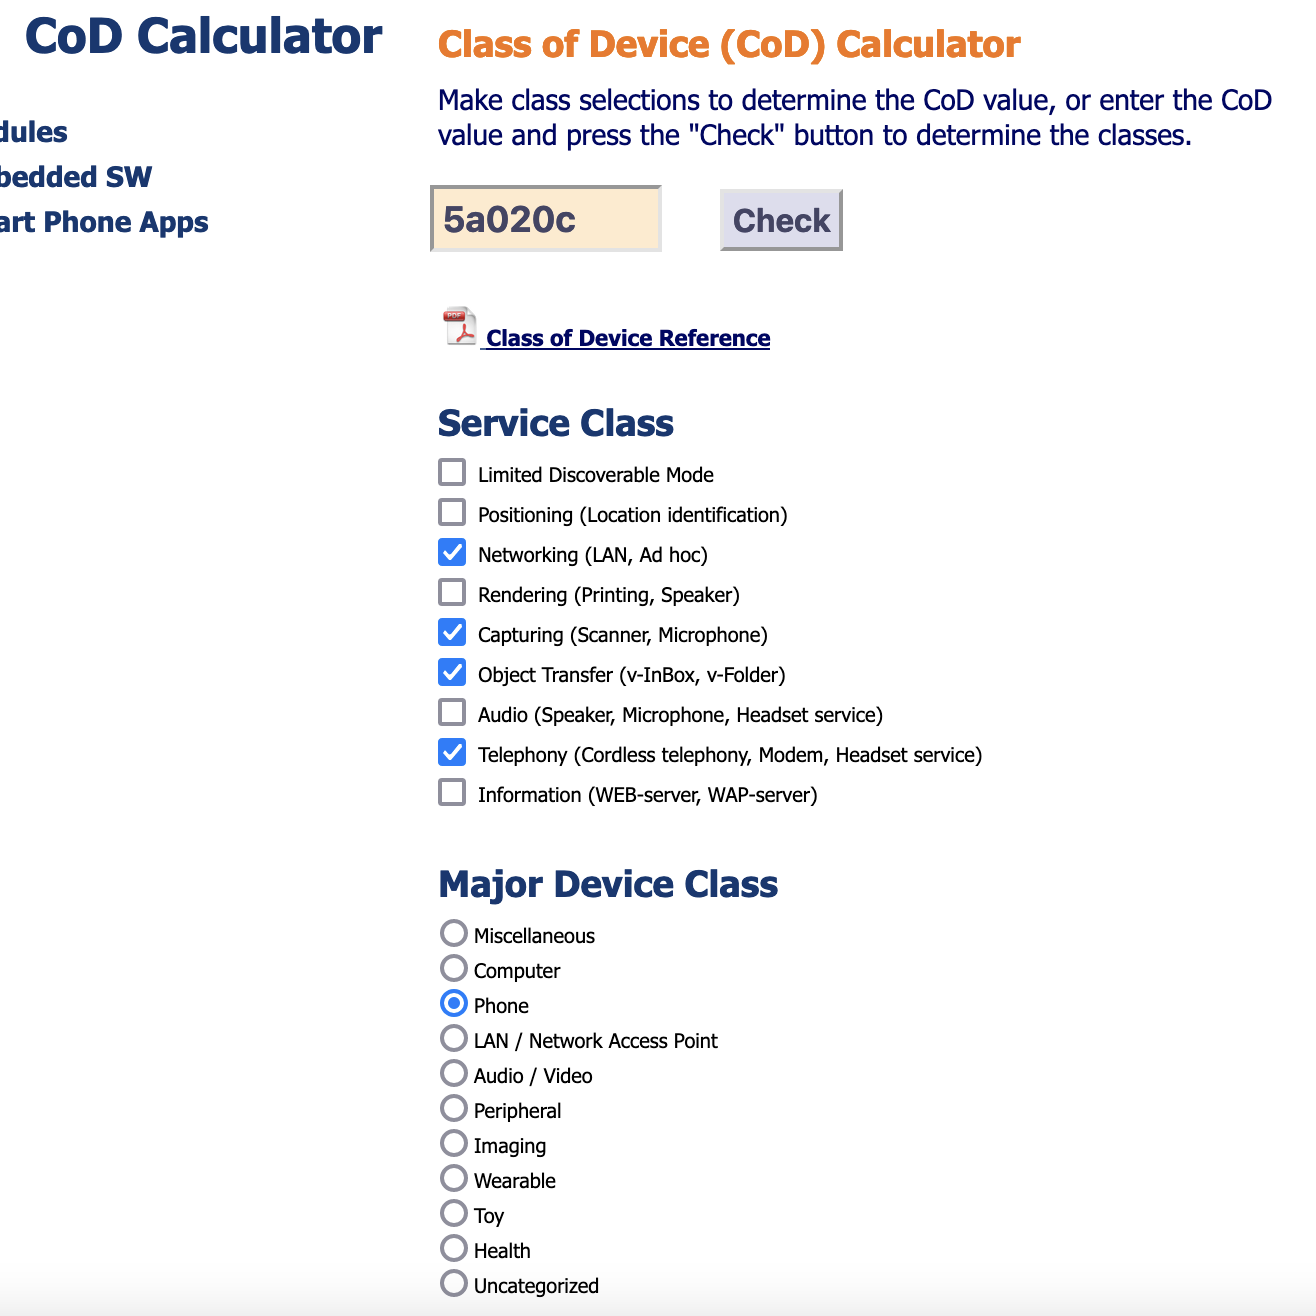 CoD Calculator
dules
bedded SW
art Phone Apps
Class of Device (CoD) Calculator
Make class selections to determine the CoD value, or enter the CoD
value and press the "Check" button to determine the classes.
5a020c
Check
PDF
Class of Device Reference
Service Class
Limited Discoverable Mode
Positioning (Location identification)
Networking (LAN, Ad hoc)
Rendering (Printing, Speaker)
Capturing (Scanner, Microphone)
Object Transfer (v-InBox, v-Folder)
Audio (Speaker, Microphone, Headset service)
Telephony (Cordless telephony, Modem, Headset service)
Information (WEB-server, WAP-server)
Major Device Class
Miscellaneous
Computer
Phone
LAN / Network Access Point
Audio / Video
Peripheral
Imaging
Wearable
Toy
Health
Uncategorized